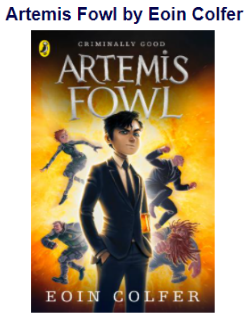 Artemis Fowl by Eoin Colfer
CRIMINALLY GOOD
ARTEMIS
FOWL
EOIN COLFER